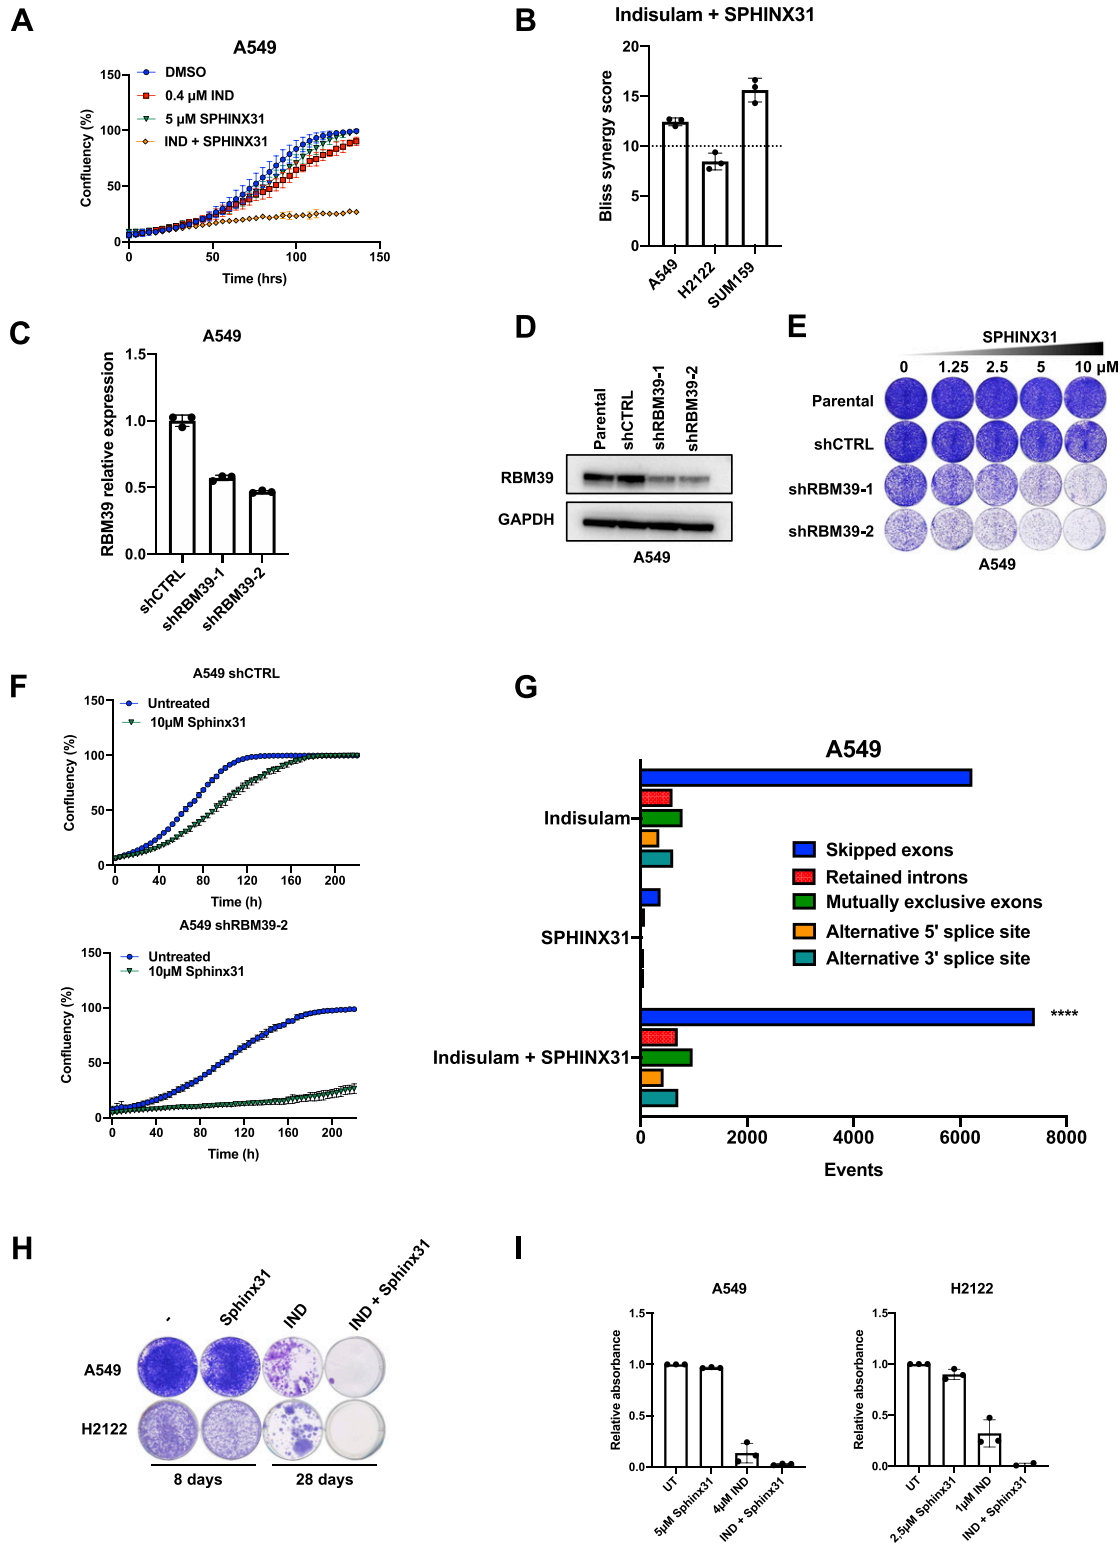 A
A549
DMSO
0.4 μM IND
5 μM SPHINX31
IND + SPHINX31
Confluency (%)
150
100
50
0
0
50
100
150
Time (hrs)
B
Indisulam + SPHINX31
Bliss synergy score
20
15
10
5
0
A549
H2122
SUM159
C
A549
RBM39 relative expression
1.5
1.0
0.5
0.0
shCTRL
shRBM39-1
shRBM39-2
D
Parental
shCTRL
shRBM39-1
shRBM39-2
RBM39
GAPDH
A549
E
SPHINX31
0 1.25 2.5 5 10 μM
Parental
shCTRL
shRBM39-1
shRBM39-2
A549
F
A549 shCTRL
Untreated
10μM Sphinx31
Confluency (%)
150
100
50
0
0 40 80 120 160 200
Time (h)
A549 shRBM39-2
Untreated
10μM Sphinx31
Confluency (%)
150
100
50
0
0 40 80 120 160 200
Time (h)
G
A549
Indisulam
SPHINX31
Indisulam + SPHINX31
Skipped exons
Retained introns
Mutually exclusive exons
Alternative 5' splice site
Alternative 3' splice site
****
0 2000 4000 6000 8000
Events
H
-
Sphinx31
IND
IND + Sphinx31
A549
H2122
8 days
28 days
I
A549
Relative absorbance
1.5
1.0
0.5
0.0
UT
5μM Sphinx31
4μM IND
IND + Sphinx31
H2122
Relative absorbance
1.5
1.0
0.5
0.0
UT
2,5μM Sphinx31
1μM IND
IND + Sphinx31